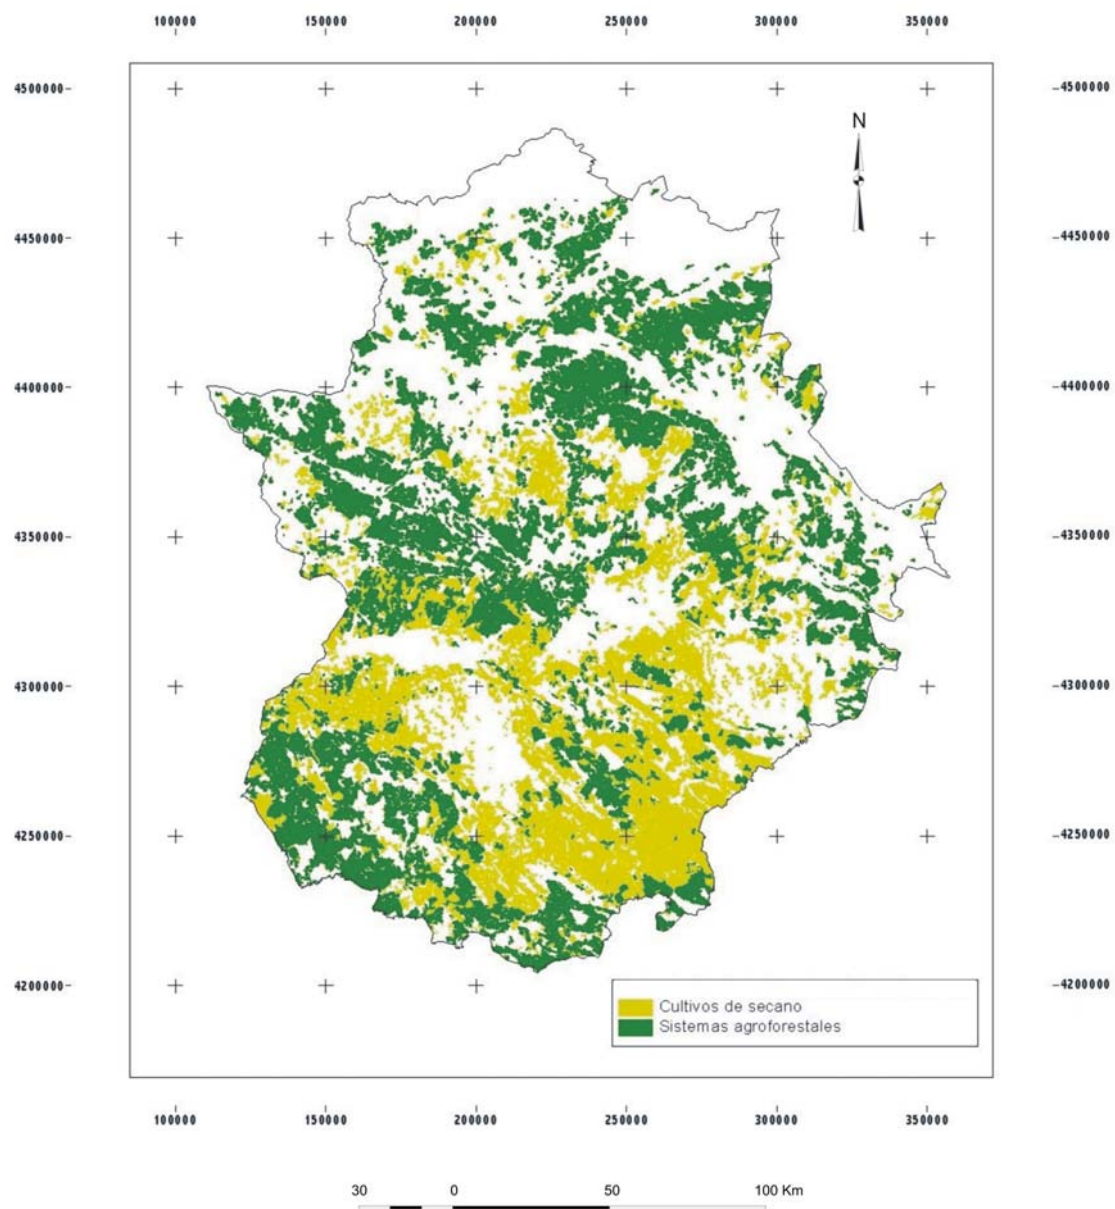 100000 150000 200000 250000 300000 350000
4500000 4500000
N
4450000 4450000
4400000 4400000
4350000 4350000
4300000 4300000
4250000 4250000
4200000 4200000
Cultivos de secano
Sistemas agroforestales
100000 150000 200000 250000 300000 350000
30 0 50 100 Km